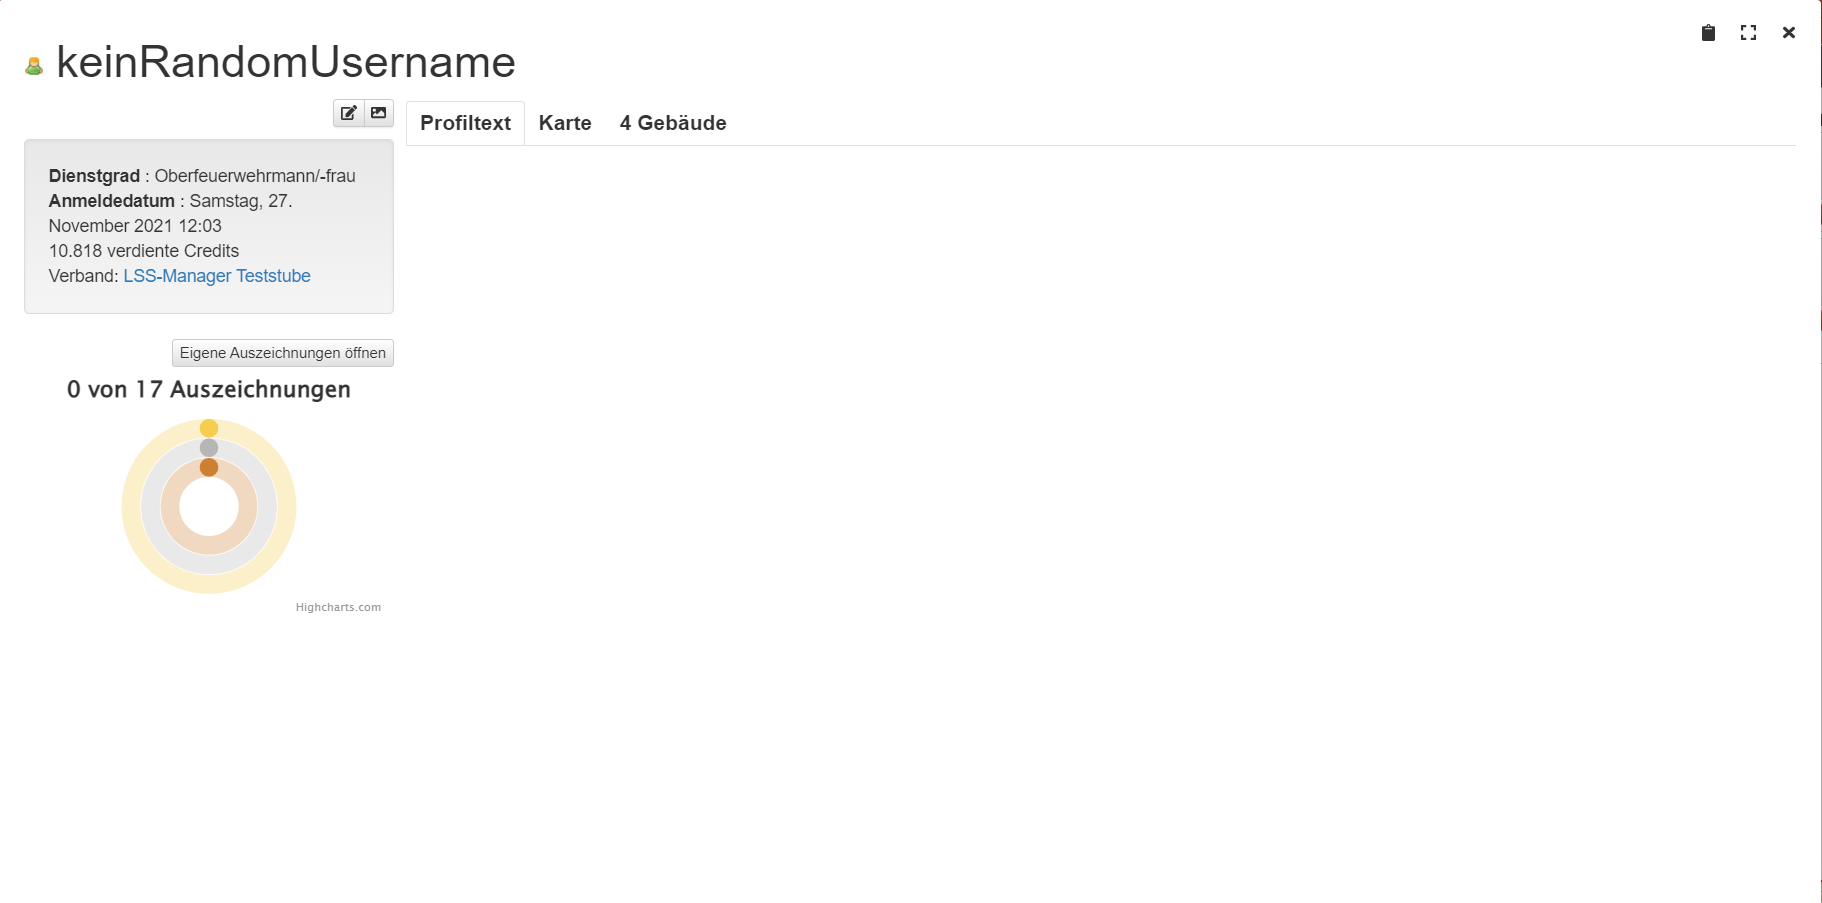 keinRandomUsername
Profiltext Karte 4 Gebäude
Dienstgrad : Oberfeuerwehrmann/-frau
Anmeldedatum : Samstag, 27.
November 2021 12:03
10.818 verdiente Credits
Verband: LSS-Manager Teststube
Eigene Auszeichnungen öffnen
0 von 17 Auszeichnungen
Highcharts.com